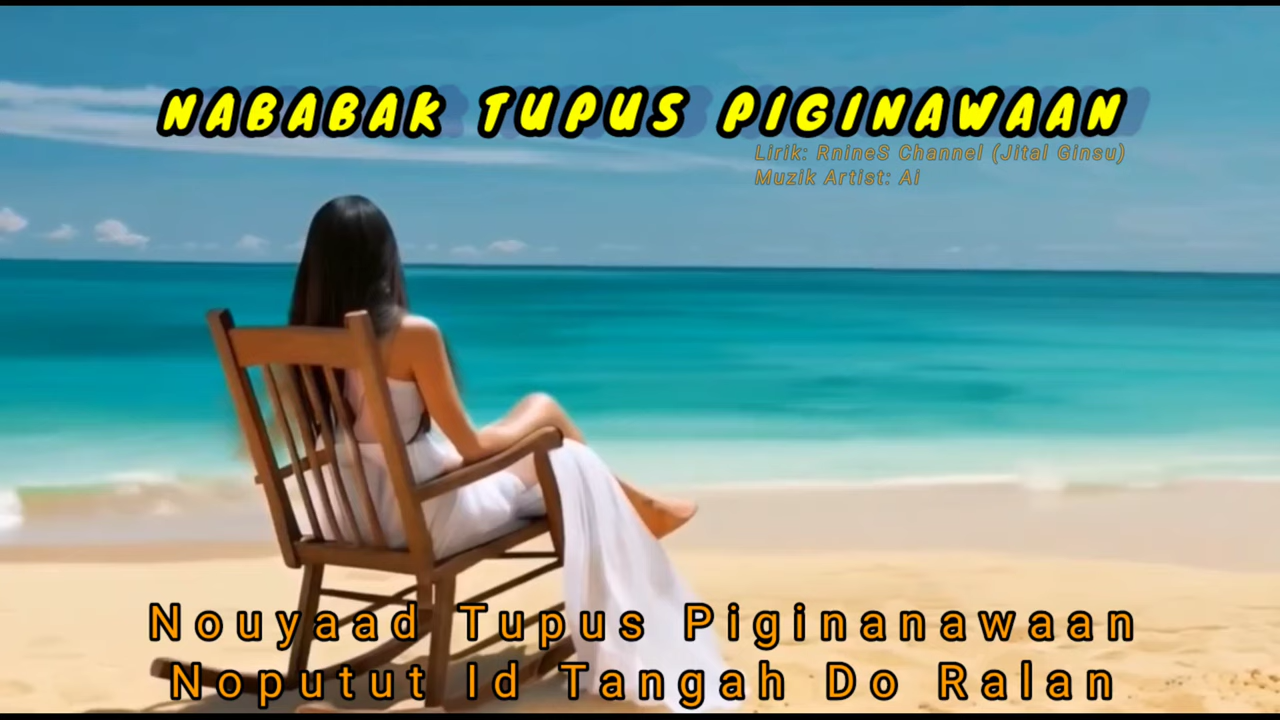 NABABAK TUPUS PIGINAWAAN
Lirik: RnineS Channel (Jital Ginsu)
Muzik Artist: Ai
Nouyaad Tupus Piginanawaan
Noputut Id Tangah Do Ralan